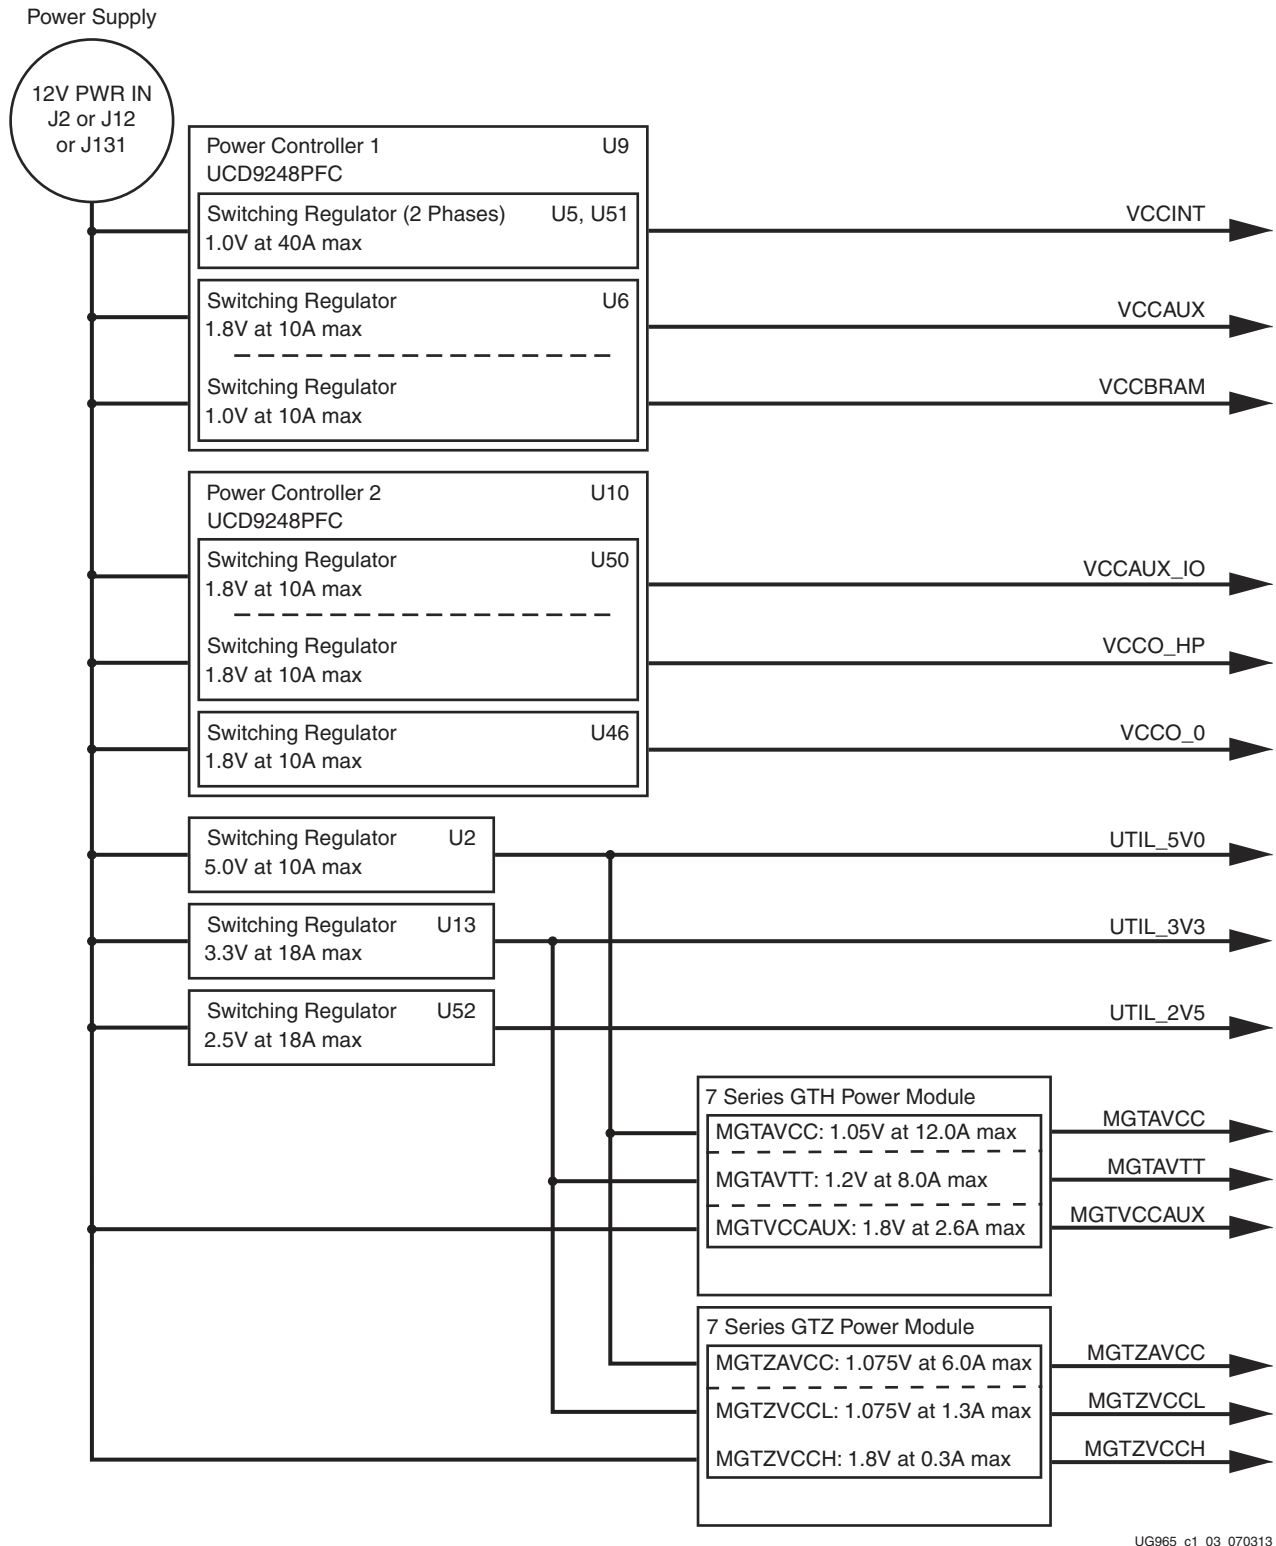 Power Supply
12V PWR IN
J2 or J12
or J131
Power Controller 1 U9
UCD9248PFC
Switching Regulator (2 Phases) U5, U51
1.0V at 40A max
VCCINT
Switching Regulator U6
1.8V at 10A max
VCCAUX
Switching Regulator
1.0V at 10A max
VCCBRAM
Power Controller 2 U10
UCD9248PFC
Switching Regulator U50
1.8V at 10A max
VCCAUX_IO
Switching Regulator
1.8V at 10A max
VCCO_HP
Switching Regulator U46
1.8V at 10A max
VCCO_0
Switching Regulator U2
5.0V at 10A max
UTIL_5V0
Switching Regulator U13
3.3V at 18A max
UTIL_3V3
Switching Regulator U52
2.5V at 18A max
UTIL_2V5
7 Series GTH Power Module
MGTAVCC: 1.05V at 12.0A max
MGTAVCC
MGTAVTT: 1.2V at 8.0A max
MGTAVTT
MGTVCCAUX: 1.8V at 2.6A max
MGTVCCAUX
7 Series GTZ Power Module
MGTZAVCC: 1.075V at 6.0A max
MGTZAVCC
MGTZVCCL: 1.075V at 1.3A max
MGTZVCCL
MGTZVCCH: 1.8V at 0.3A max
MGTZVCCH
UG965_c1_03_070313